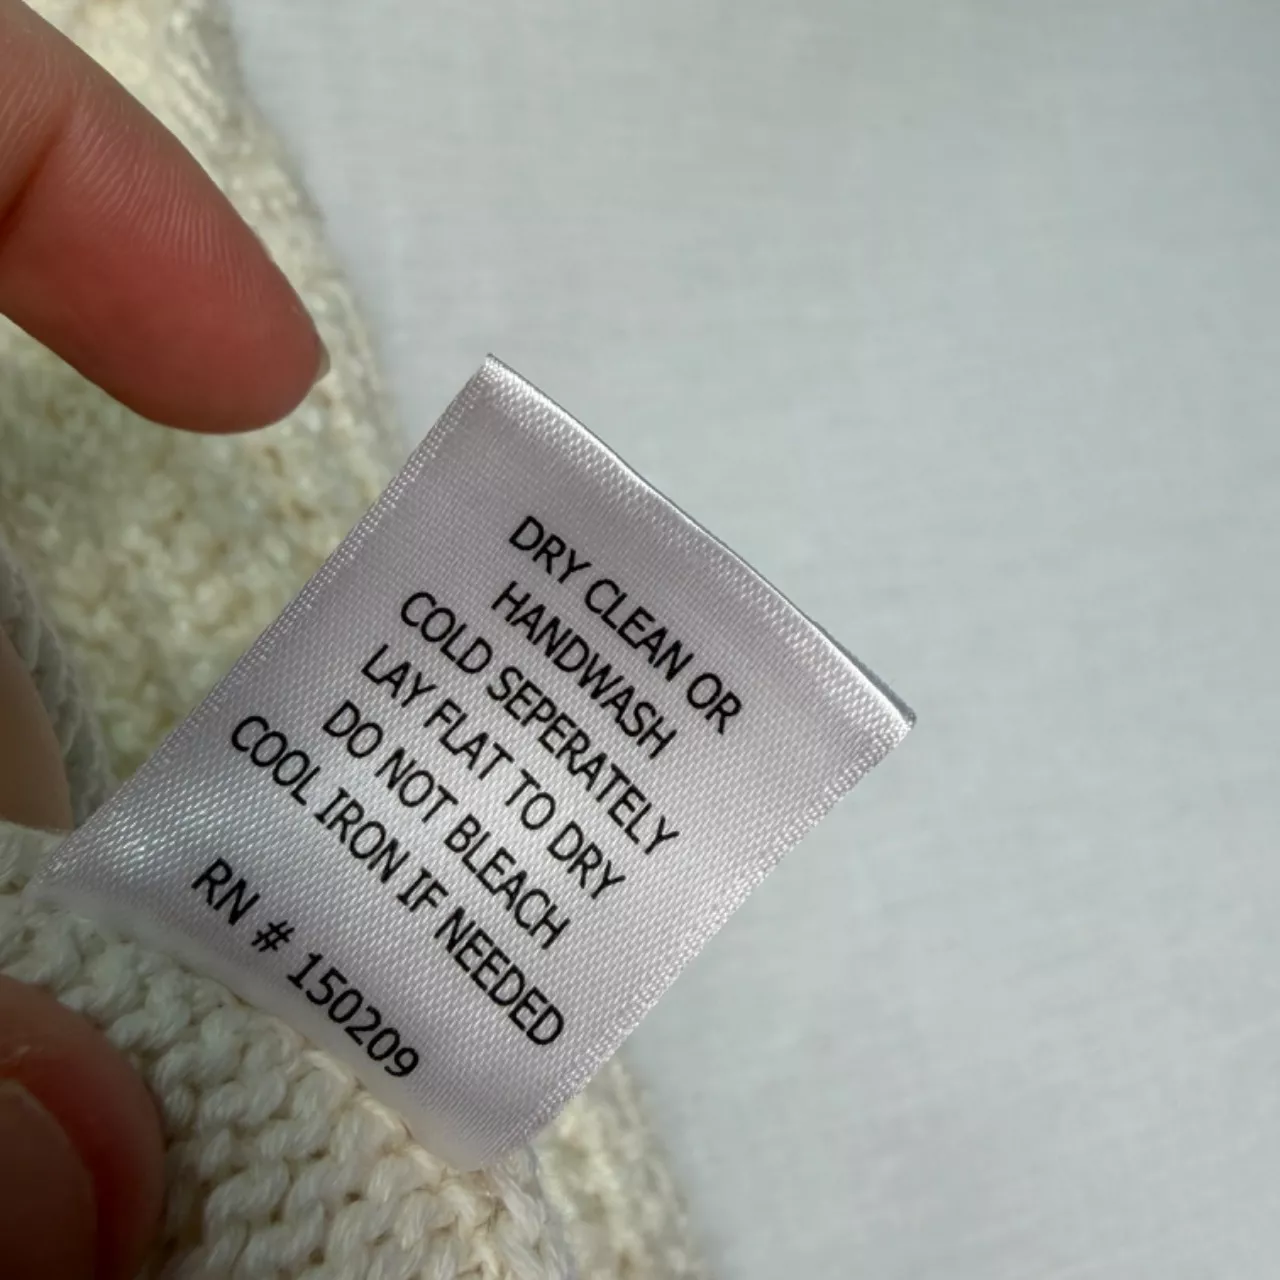 DRY CLEAN OR
HANDWASH
COLD SEPERATELY
LAY FLAT TO DRY
DO NOT BLEACH
COOL IRON IF NEEDED
RN # 150209